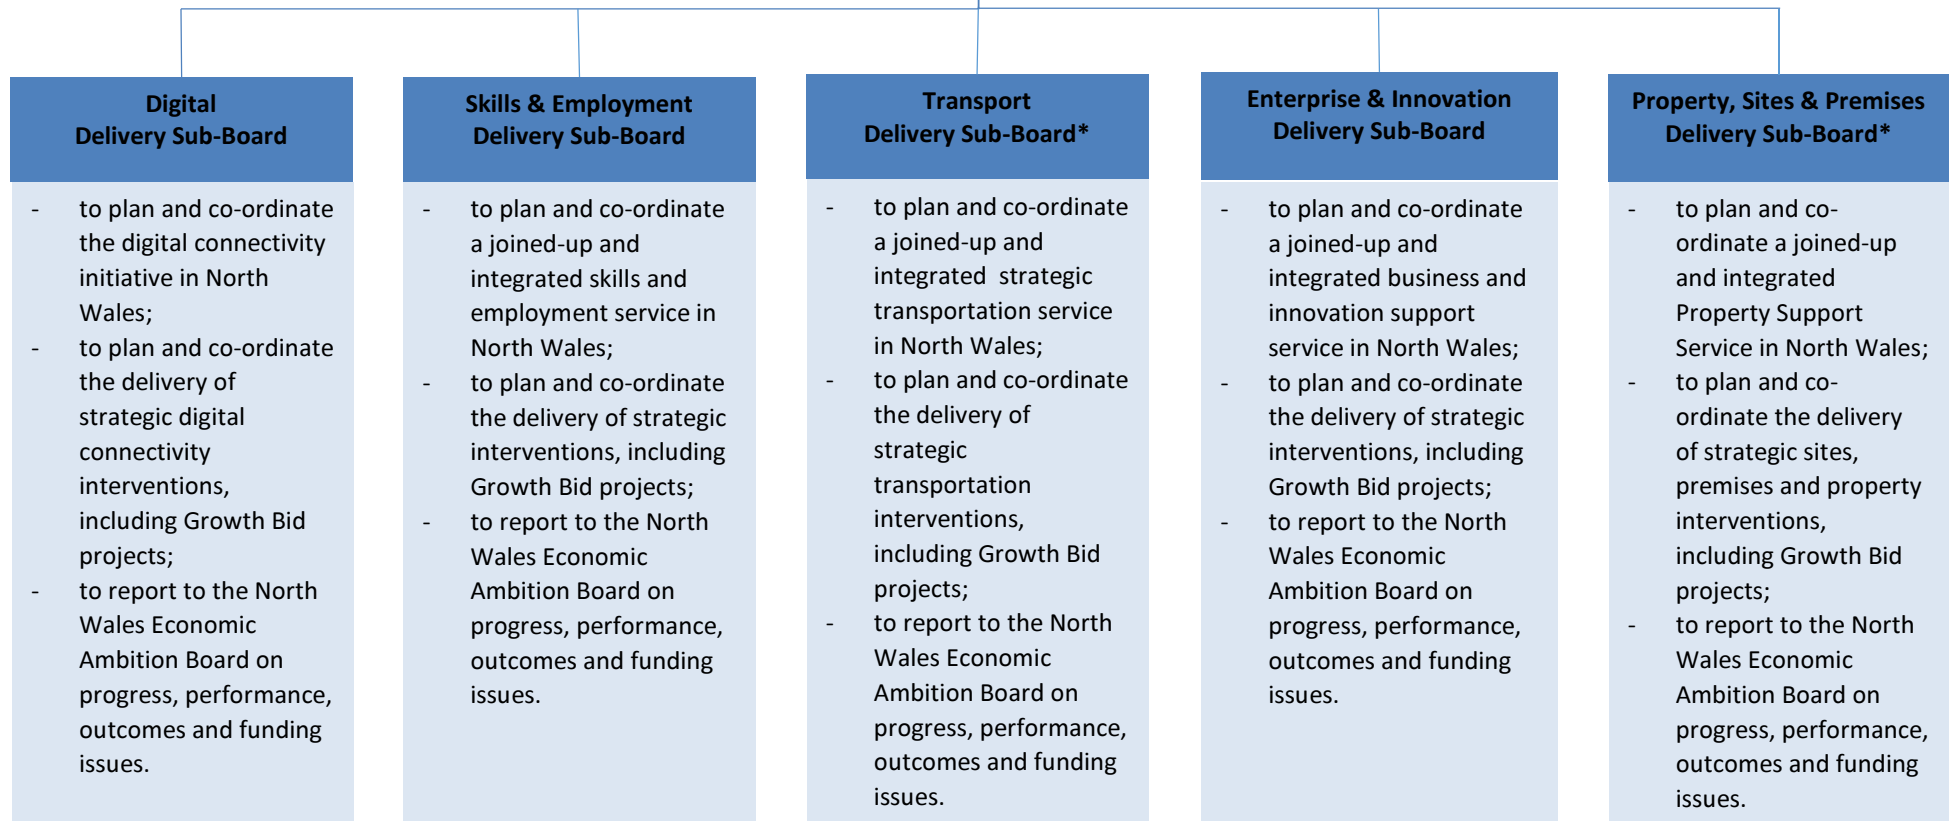 Digital
Delivery Sub-Board
- to plan and co-ordinate
the digital connectivity
initiative in North
Wales;
- to plan and co-ordinate
the delivery of
strategic digital
connectivity
interventions,
including Growth Bid
projects;
- to report to the North
Wales Economic
Ambition Board on
progress, performance,
outcomes and funding
issues.
Skills & Employment
Delivery Sub-Board
- to plan and co-ordinate
a joined-up and
integrated skills and
employment service in
North Wales;
- to plan and co-ordinate
the delivery of strategic
interventions, including
Growth Bid projects;
- to report to the North
Wales Economic
Ambition Board on
progress, performance,
outcomes and funding
issues.
Transport
Delivery Sub-Board*
- to plan and co-ordinate
a joined-up and
integrated strategic
transportation service
in North Wales;
- to plan and co-ordinate
the delivery of
strategic
transportation
interventions,
including Growth Bid
projects;
- to report to the North
Wales Economic
Ambition Board on
progress, performance,
outcomes and funding
issues.
Enterprise & Innovation
Delivery Sub-Board
- to plan and co-ordinate
a joined-up and
integrated business and
innovation support
service in North Wales;
- to plan and co-ordinate
the delivery of strategic
interventions, including
Growth Bid projects;
- to report to the North
Wales Economic
Ambition Board on
progress, performance,
outcomes and funding
issues.
Property, Sites & Premises
Delivery Sub-Board*
- to plan and co-
ordinate a joined-up
and integrated
Property Support
Service in North Wales;
- to plan and co-
ordinate the delivery
of strategic sites,
premises and property
interventions,
including Growth Bid
projects;
- to report to the North
Wales Economic
Ambition Board on
progress, performance,
outcomes and funding
issues.